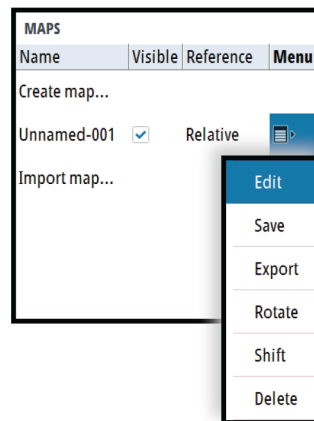 MAPS
Name Visible Reference Menu
Create map...
Unnamed-001 Relative
Import map...
Edit
Save
Export
Rotate
Shift
Delete